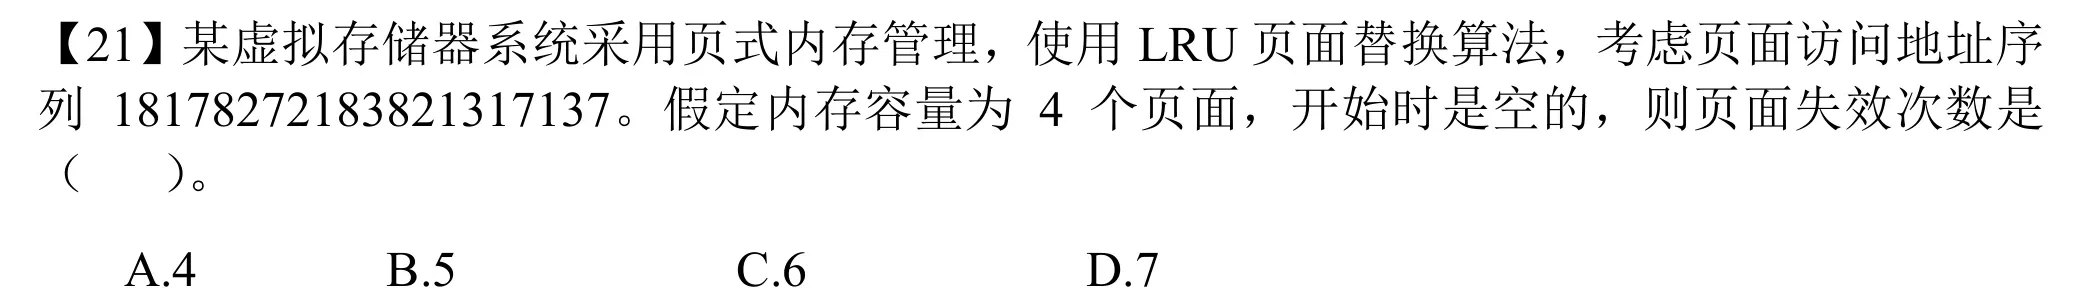 【21】某虚拟存储器系统采用页式内存管理，使用 LRU 页面替换算法，考虑页面访问地址序
列 18178272183821317137。假定内存容量为 4 个页面，开始时是空的，则页面失效次数是
（ ）。
A.4 B.5 C.6 D.7